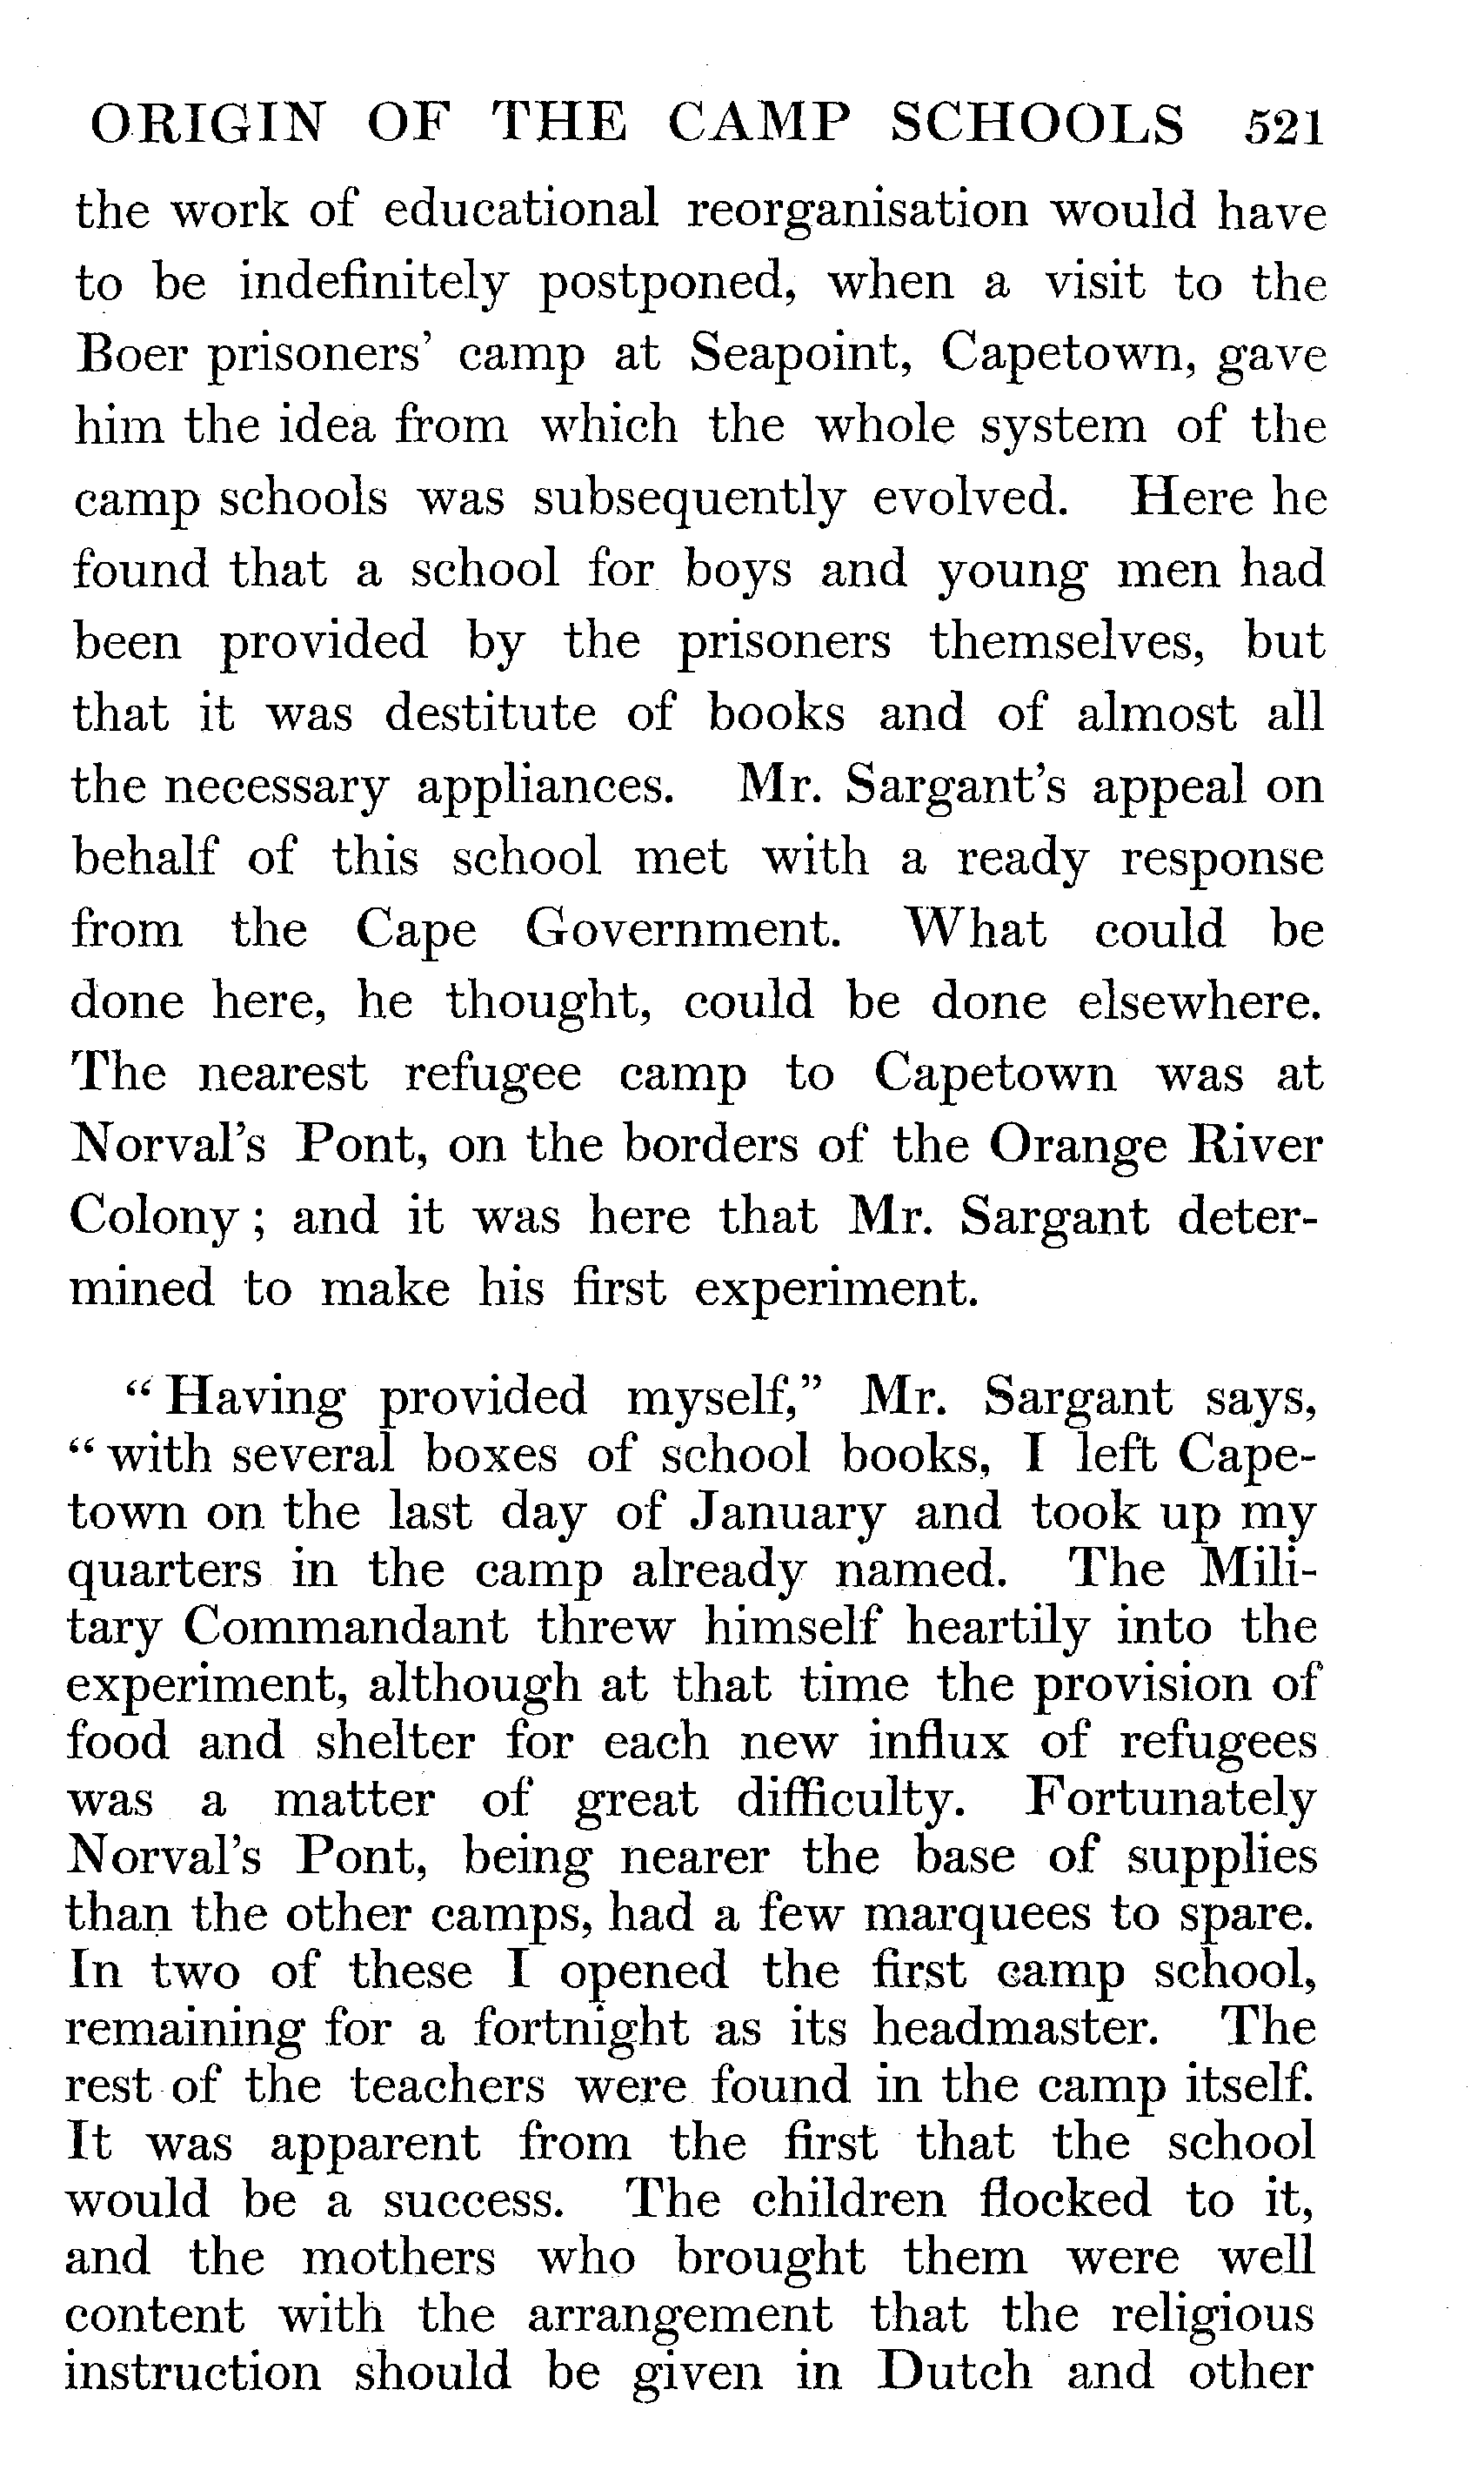 ORIGIN OF THE CAMP SCHOOLS 521
the work of educational reorganisation would have
to be indefinitely postponed, when a visit to the
Boer prisoners' camp at Seapoint, Capetown, gave
him the idea from which the whole system of the
camp schools was subsequently evolved. Here he
found that a school for boys and young men had
been provided by the prisoners themselves, but
that it was destitute of books and of almost all
the necessary appliances. Mr. Sargant's appeal on
behalf of this school met with a ready response
from the Cape Government. What could be
done here, he thought, could be done elsewhere.
The nearest refugee camp to Capetown was at
Norval's Pont, on the borders of the Orange River
Colony; and it was here that Mr. Sargant deter-
mined to make his first experiment.
"Having provided myself," Mr. Sargant says,
"with several boxes of school books, I left Cape-
town on the last day of January and took up my
quarters in the camp already named. The Mili-
tary Commandant threw himself heartily into the
experiment, although at that time the provision of
food and shelter for each new influx of refugees
was a matter of great difficulty. Fortunately
Norval's Pont, being nearer the base of supplies
than the other camps, had a few marquees to spare.
In two of these I opened the first camp school,
remaining for a fortnight as its headmaster. The
rest of the teachers were found in the camp itself.
It was apparent from the first that the school
would be a success. The children flocked to it,
and the mothers who brought them were well
content with the arrangement that the religious
instruction should be given in Dutch and other